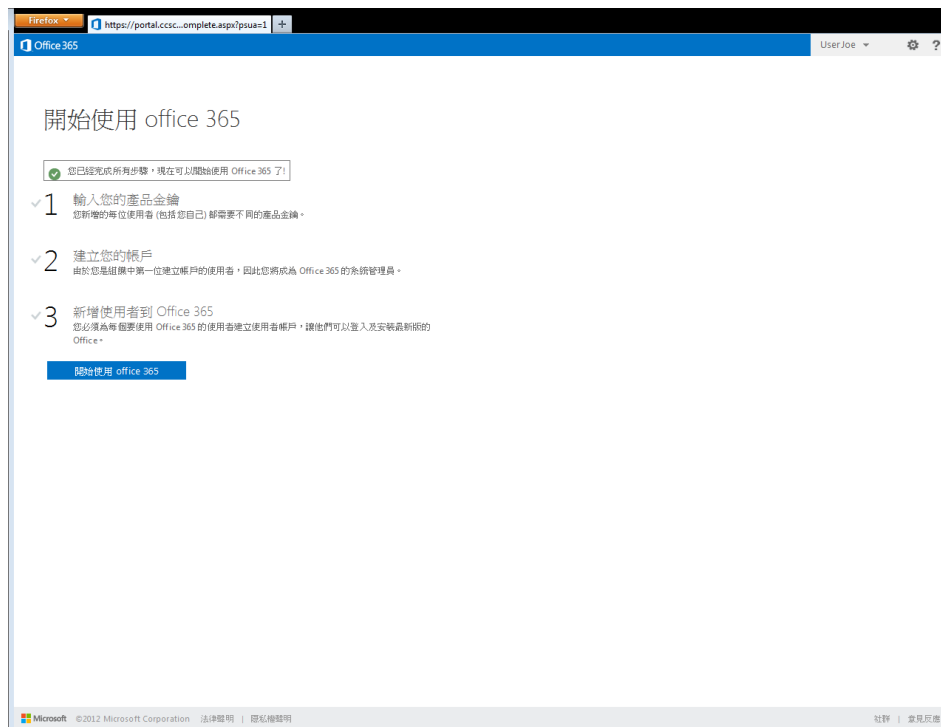 Firefox
https://portal.ccsc...omplete.aspx?psua=1
Office 365
UserJoe
?
開始使用 office 365
您已經完成所有步驟，現在可以開始使用 Office 365 了!
1 輸入您的產品金鑰
您新增的每位使用者 (包括您自己) 都需要不同的產品金鑰。
2 建立您的帳戶
由於您是組織中第一位建立帳戶的使用者，因此您將成為 Office 365 的系統管理員。
3 新增使用者到 Office 365
您必須為每個要使用 Office 365 的使用者建立使用者帳戶，讓他們可以登入及安裝最新版的
Office。
開始使用 office 365
Microsoft ©2012 Microsoft Corporation 法律聲明 | 隱私權聲明
社群 | 意見反應